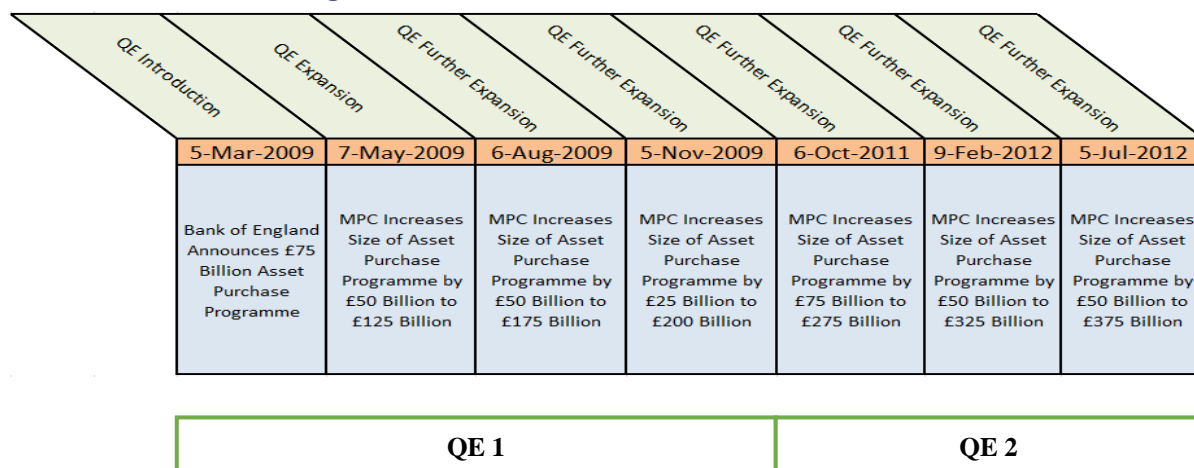 QE Introduction
QE Expansion
QE Further Expansion
QE Further Expansion
QE Further Expansion
QE Further Expansion
QE Further Expansion
5-Mar-2009
7-May-2009
6-Aug-2009
5-Nov-2009
6-Oct-2011
9-Feb-2012
5-Jul-2012
Bank of England
Announces £75
Billion Asset
Purchase
Programme
MPC Increases
Size of Asset
Purchase
Programme by
£50 Billion to
£125 Billion
MPC Increases
Size of Asset
Purchase
Programme by
£50 Billion to
£175 Billion
MPC Increases
Size of Asset
Purchase
Programme by
£25 Billion to
£200 Billion
MPC Increases
Size of Asset
Purchase
Programme by
£75 Billion to
£275 Billion
MPC Increases
Size of Asset
Purchase
Programme by
£50 Billion to
£325 Billion
MPC Increases
Size of Asset
Purchase
Programme by
£50 Billion to
£375 Billion
QE 1
QE 2